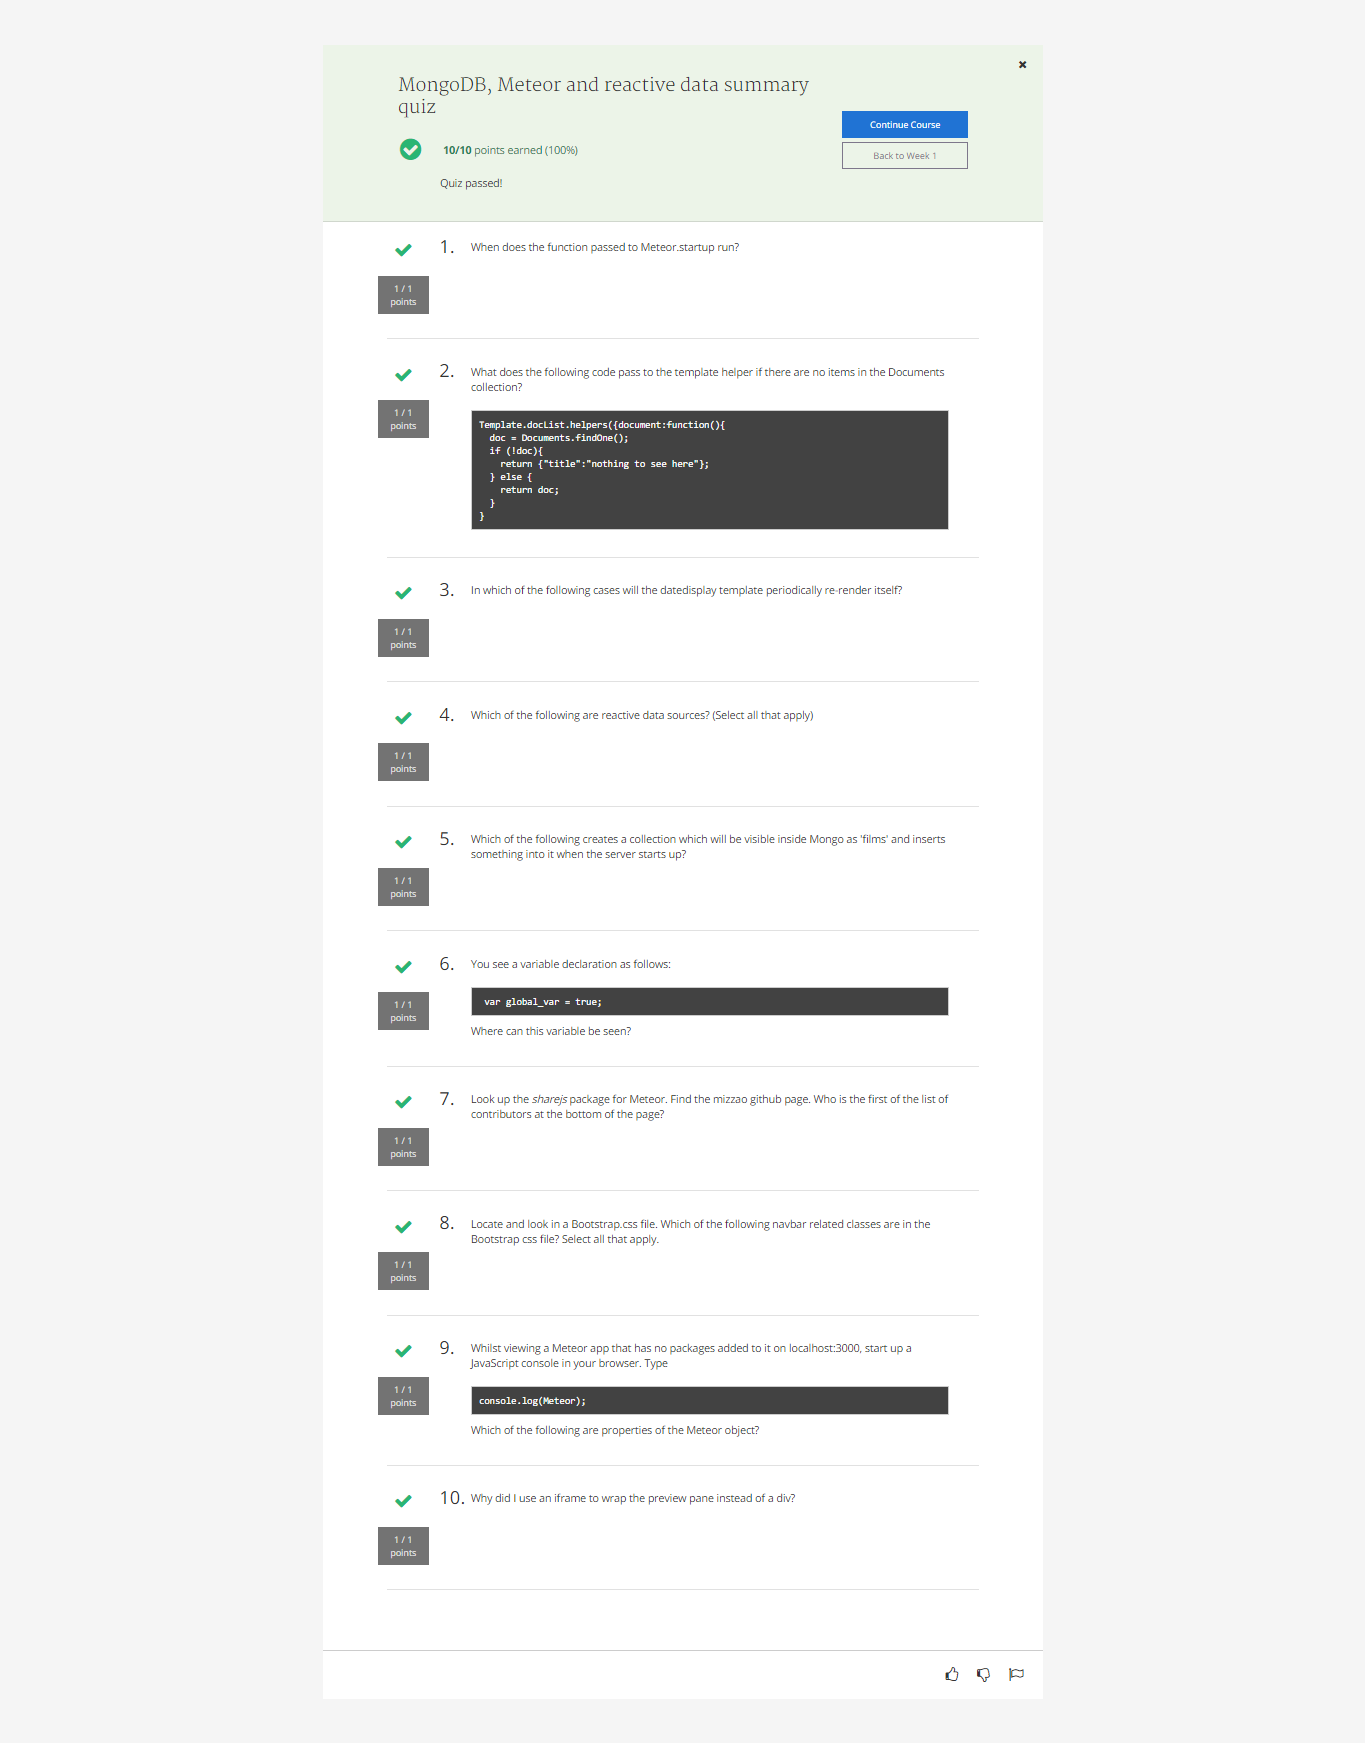 MongoDB, Meteor and reactive data summary
quiz
Continue Course
Back to Week 1
10/10 points earned (100%)
Quiz passed!
1. When does the function passed to Meteor.startup run?
1 / 1
points
2. What does the following code pass to the template helper if there are no items in the Documents
collection?
1 / 1
points
Template.docList.helpers({document:function(){
  doc = Documents.findOne();
  if (!doc){
    return {"title":"nothing to see here"};
  } else {
    return doc;
  }
}
3. In which of the following cases will the datedisplay template periodically re-render itself?
1 / 1
points
4. Which of the following are reactive data sources? (Select all that apply)
1 / 1
points
5. Which of the following creates a collection which will be visible inside Mongo as 'films' and inserts
something into it when the server starts up?
1 / 1
points
6. You see a variable declaration as follows:
1 / 1
points
var global_var = true;
Where can this variable be seen?
7. Look up the sharejs package for Meteor. Find the mizzao github page. Who is the first of the list of
contributors at the bottom of the page?
1 / 1
points
8. Locate and look in a Bootstrap.css file. Which of the following navbar related classes are in the
Bootstrap css file? Select all that apply.
1 / 1
points
9. Whilst viewing a Meteor app that has no packages added to it on localhost:3000, start up a
JavaScript console in your browser. Type
1 / 1
points
console.log(Meteor);
Which of the following are properties of the Meteor object?
10. Why did I use an iframe to wrap the preview pane instead of a div?
1 / 1
points